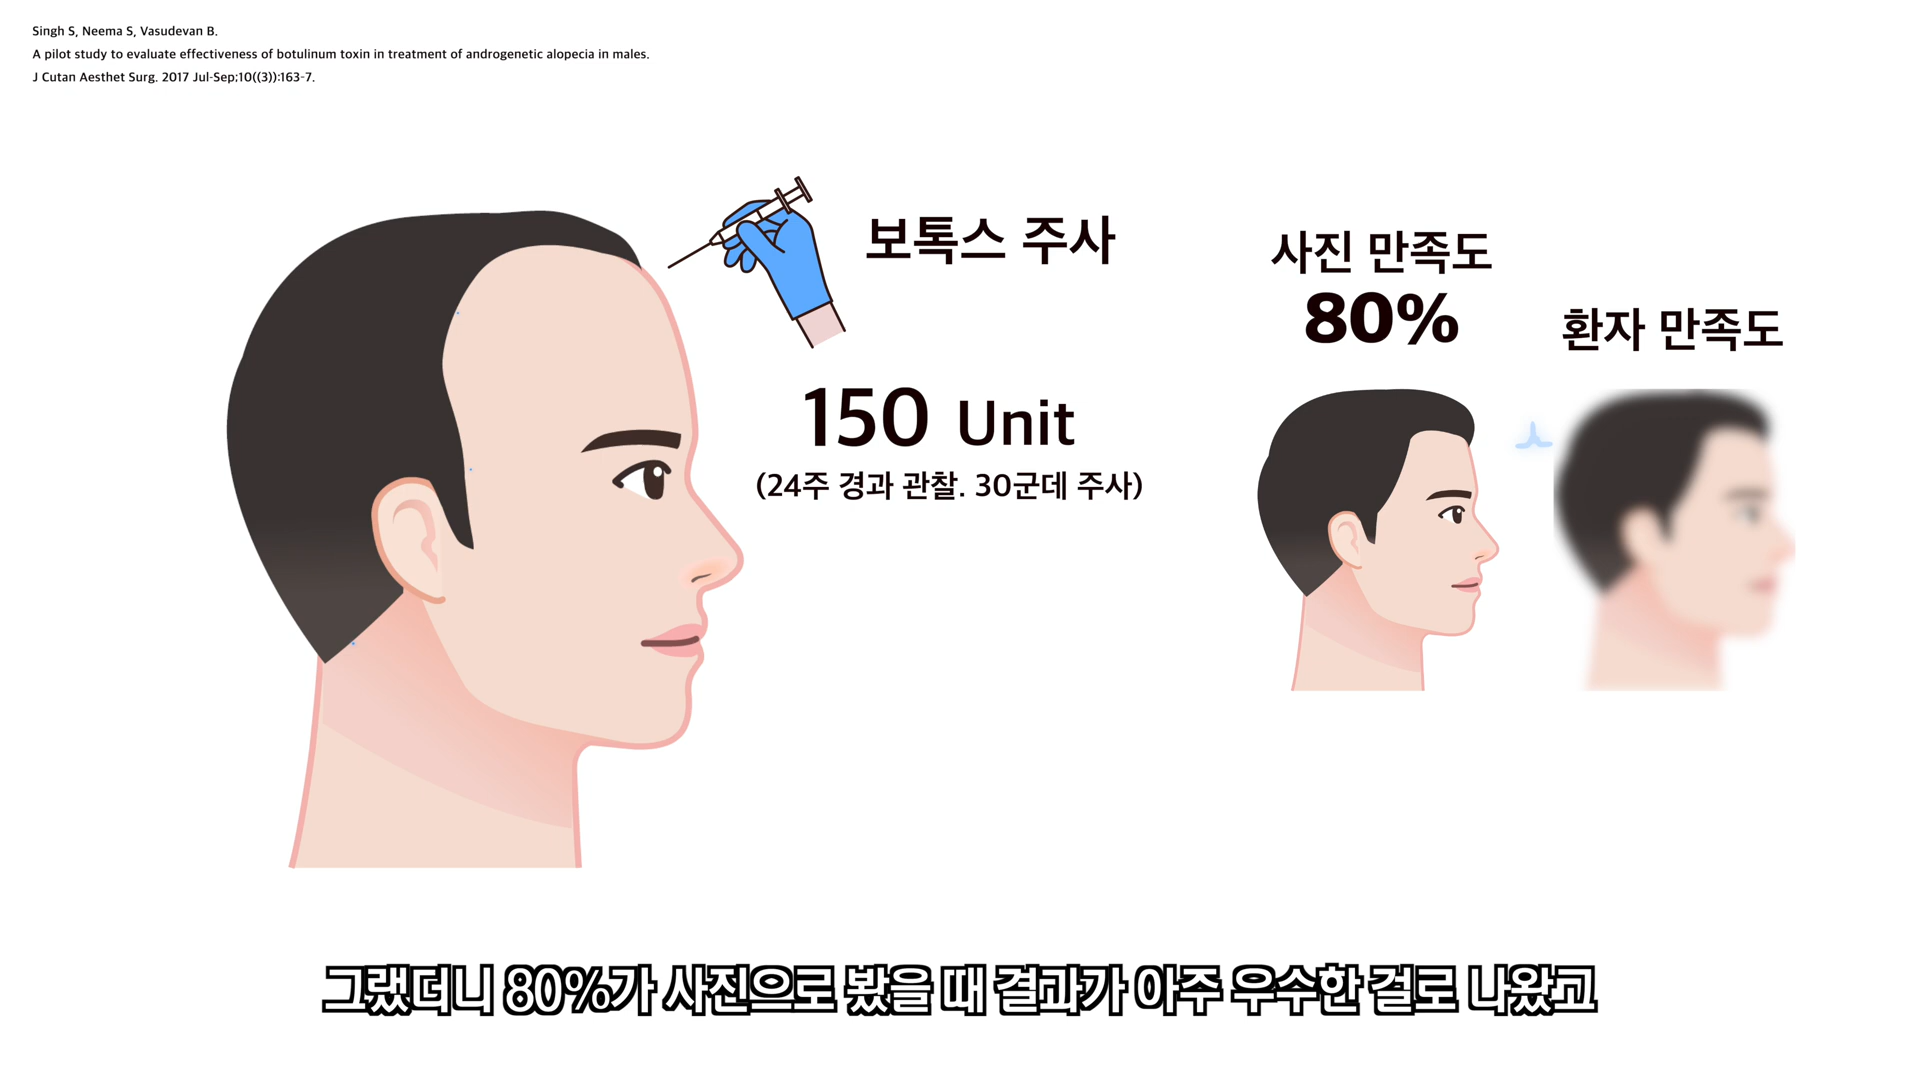 Singh S, Neema S, Vasudevan B.
A pilot study to evaluate effectiveness of botulinum toxin in treatment of androgenetic alopecia in males.
J Cutan Aesthet Surg. 2017 Jul-Sep;10((3)):163-7.
보톡스 주사
150 Unit
(24주 경과 관찰. 30군데 주사)
사진 만족도
80%
환자 만족도
그랬더니 80%가 사진으로 봤을 때 결과가 아주 우수한 걸로 나왔고